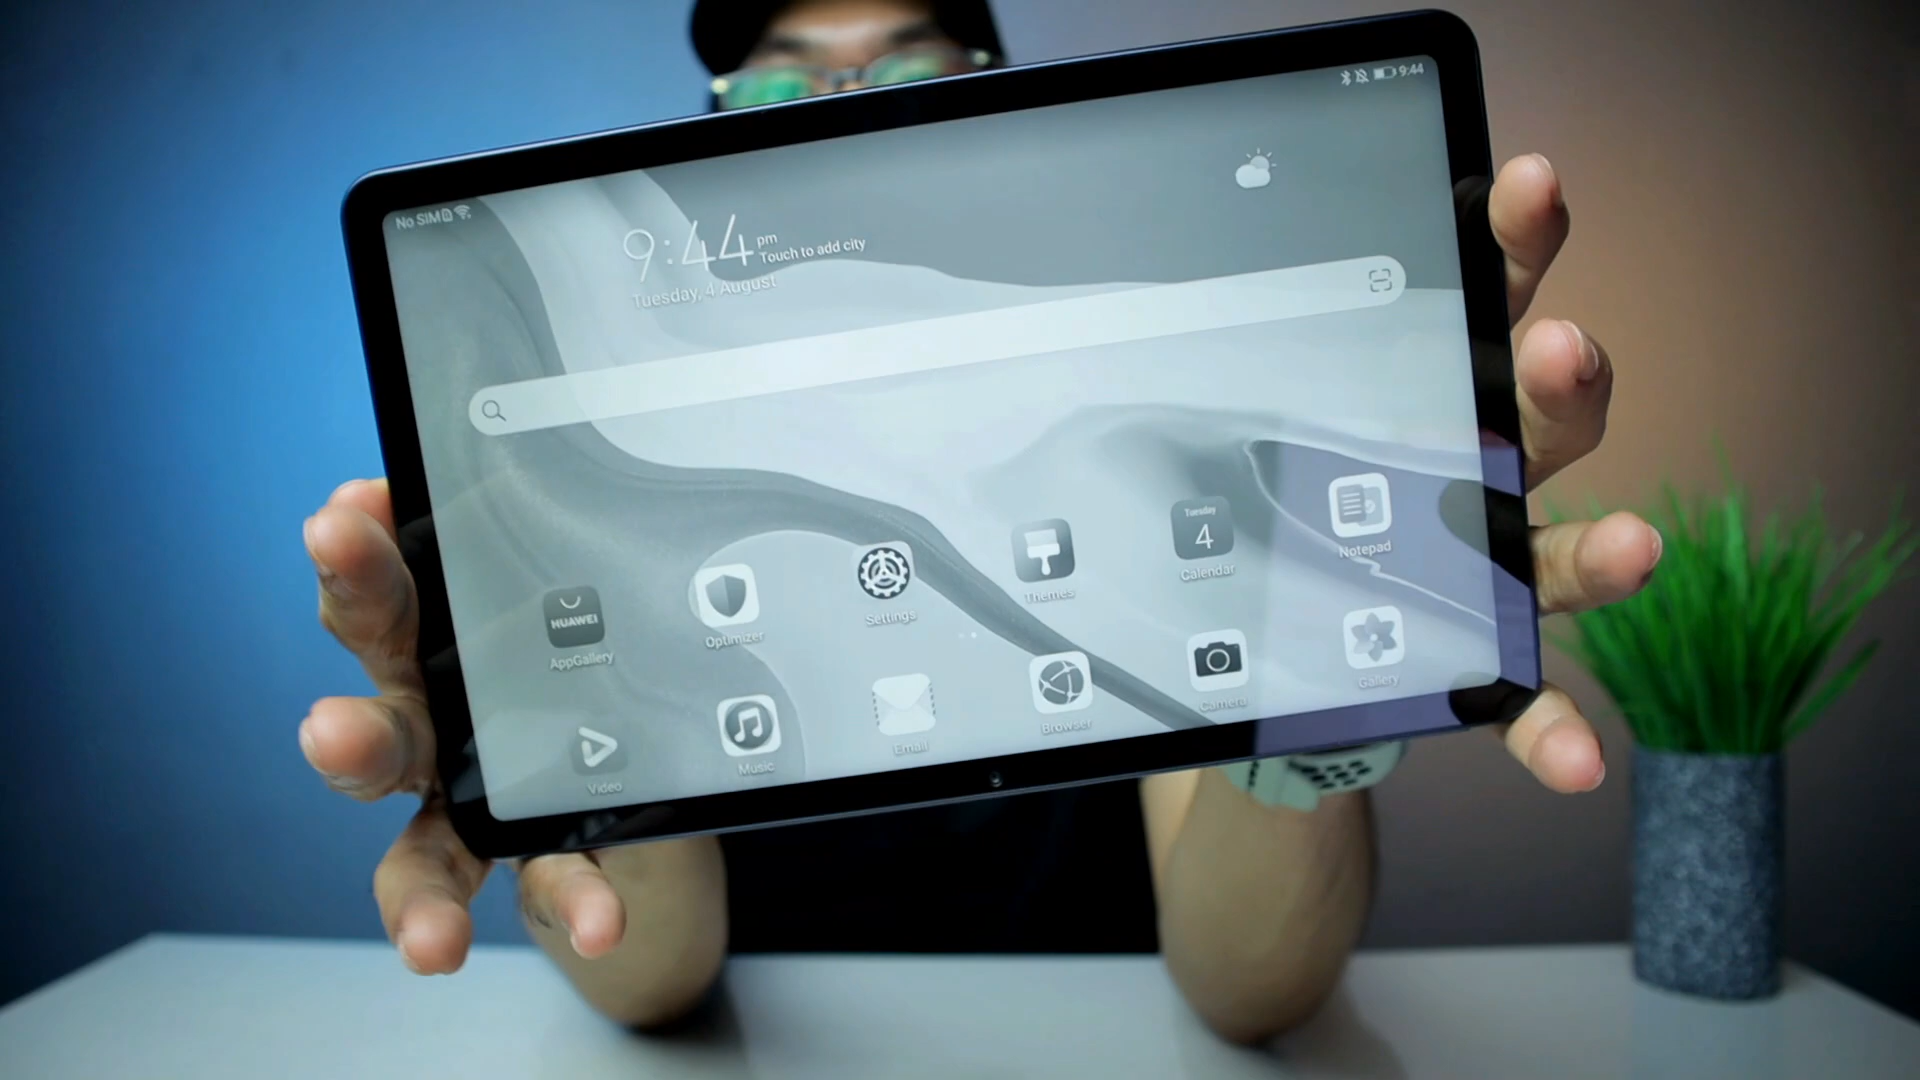 No SIM
9:44
9:44 pm
Touch to add city
Tuesday, 4 August
HUAWEI
AppGallery
Optimizer
Settings
Themes
Tuesday
4
Calendar
Notepad
Video
Music
Email
Browser
Camera
Gallery